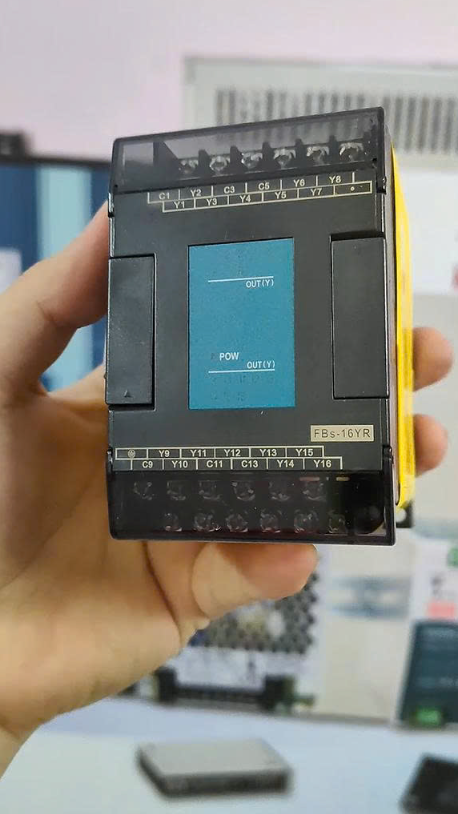 C1 Y2 C3 C5 Y6 Y8
Y1 Y3 Y4 Y5 Y7
OUT(Y)
POW
OUT(Y)
FBs-16YR
Y9 Y11 Y12 Y13 Y15
C9 Y10 C11 C13 Y14 Y16